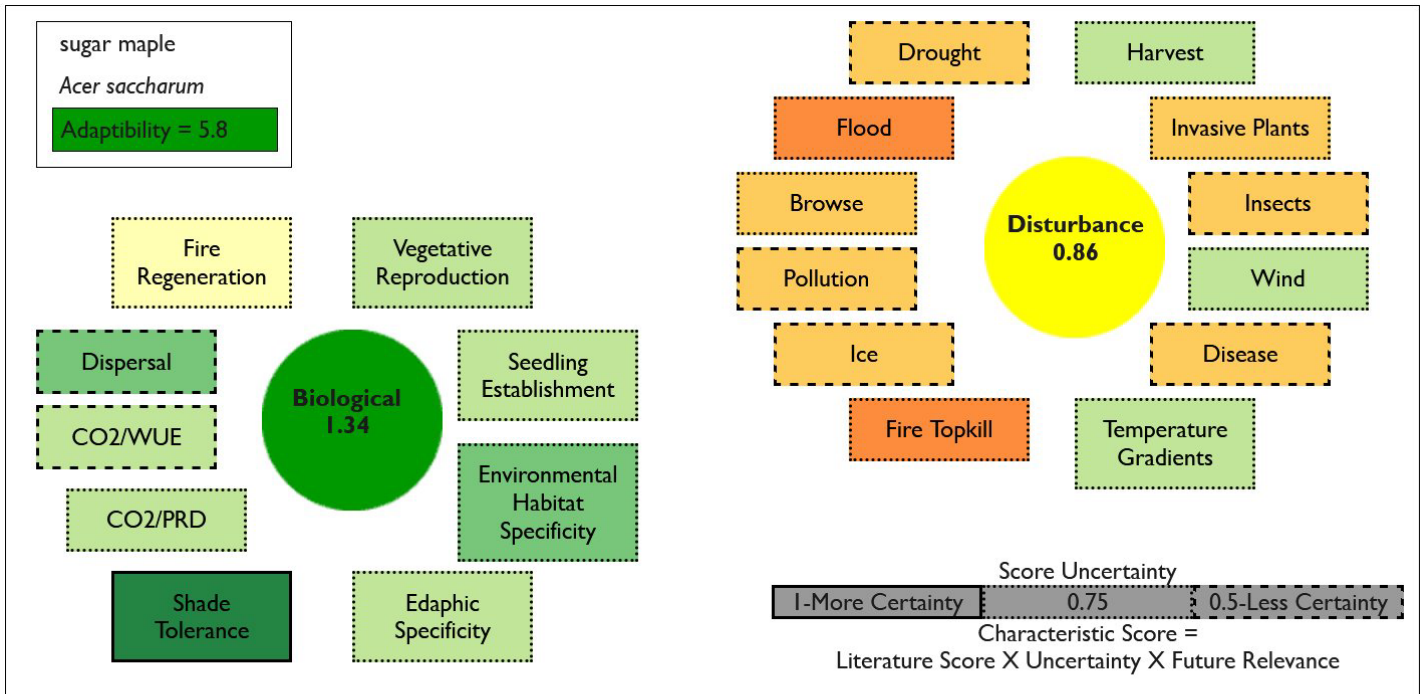 sugar maple
Acer saccharum
Adaptibility = 5.8
Fire
Regeneration
Vegetative
Reproduction
Dispersal
Seedling
Establishment
Biological
1.34
CO2/WUE
Environmental
Habitat
Specificity
CO2/PRD
Shade
Tolerance
Edaphic
Specificity
Drought
Harvest
Flood
Invasive Plants
Browse
Insects
Disturbance
0.86
Pollution
Wind
Ice
Disease
Fire Topkill
Temperature
Gradients
Score Uncertainty
1-More Certainty 0.75 0.5-Less Certainty
Characteristic Score =
Literature Score X Uncertainty X Future Relevance